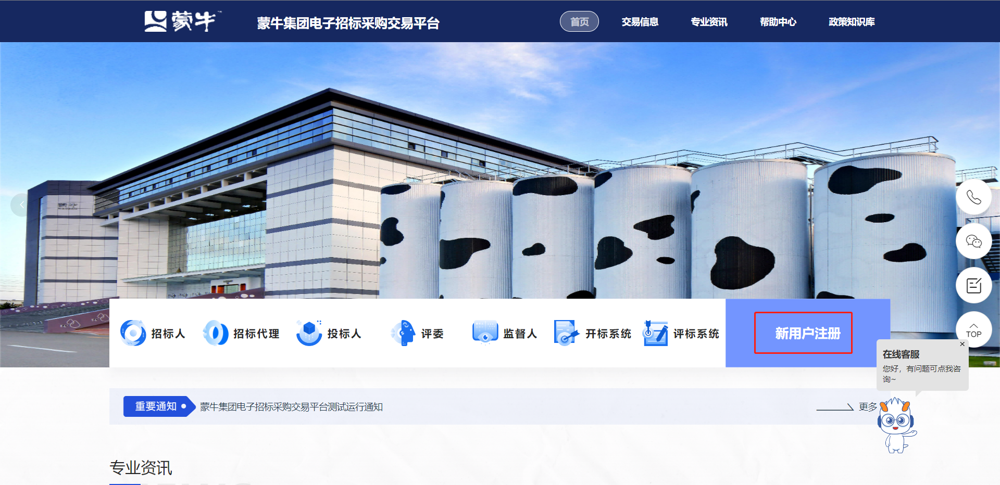 蒙牛
蒙牛集团电子招标采购交易平台
首页
交易信息
专业资讯
帮助中心
政策知识库
招标人
招标代理
投标人
评委
监督人
开标系统
评标系统
新用户注册
TOP
在线客服
您好，有问题可点我咨
询~
重要通知
蒙牛集团电子招标采购交易平台测试运行通知
更多
专业资讯